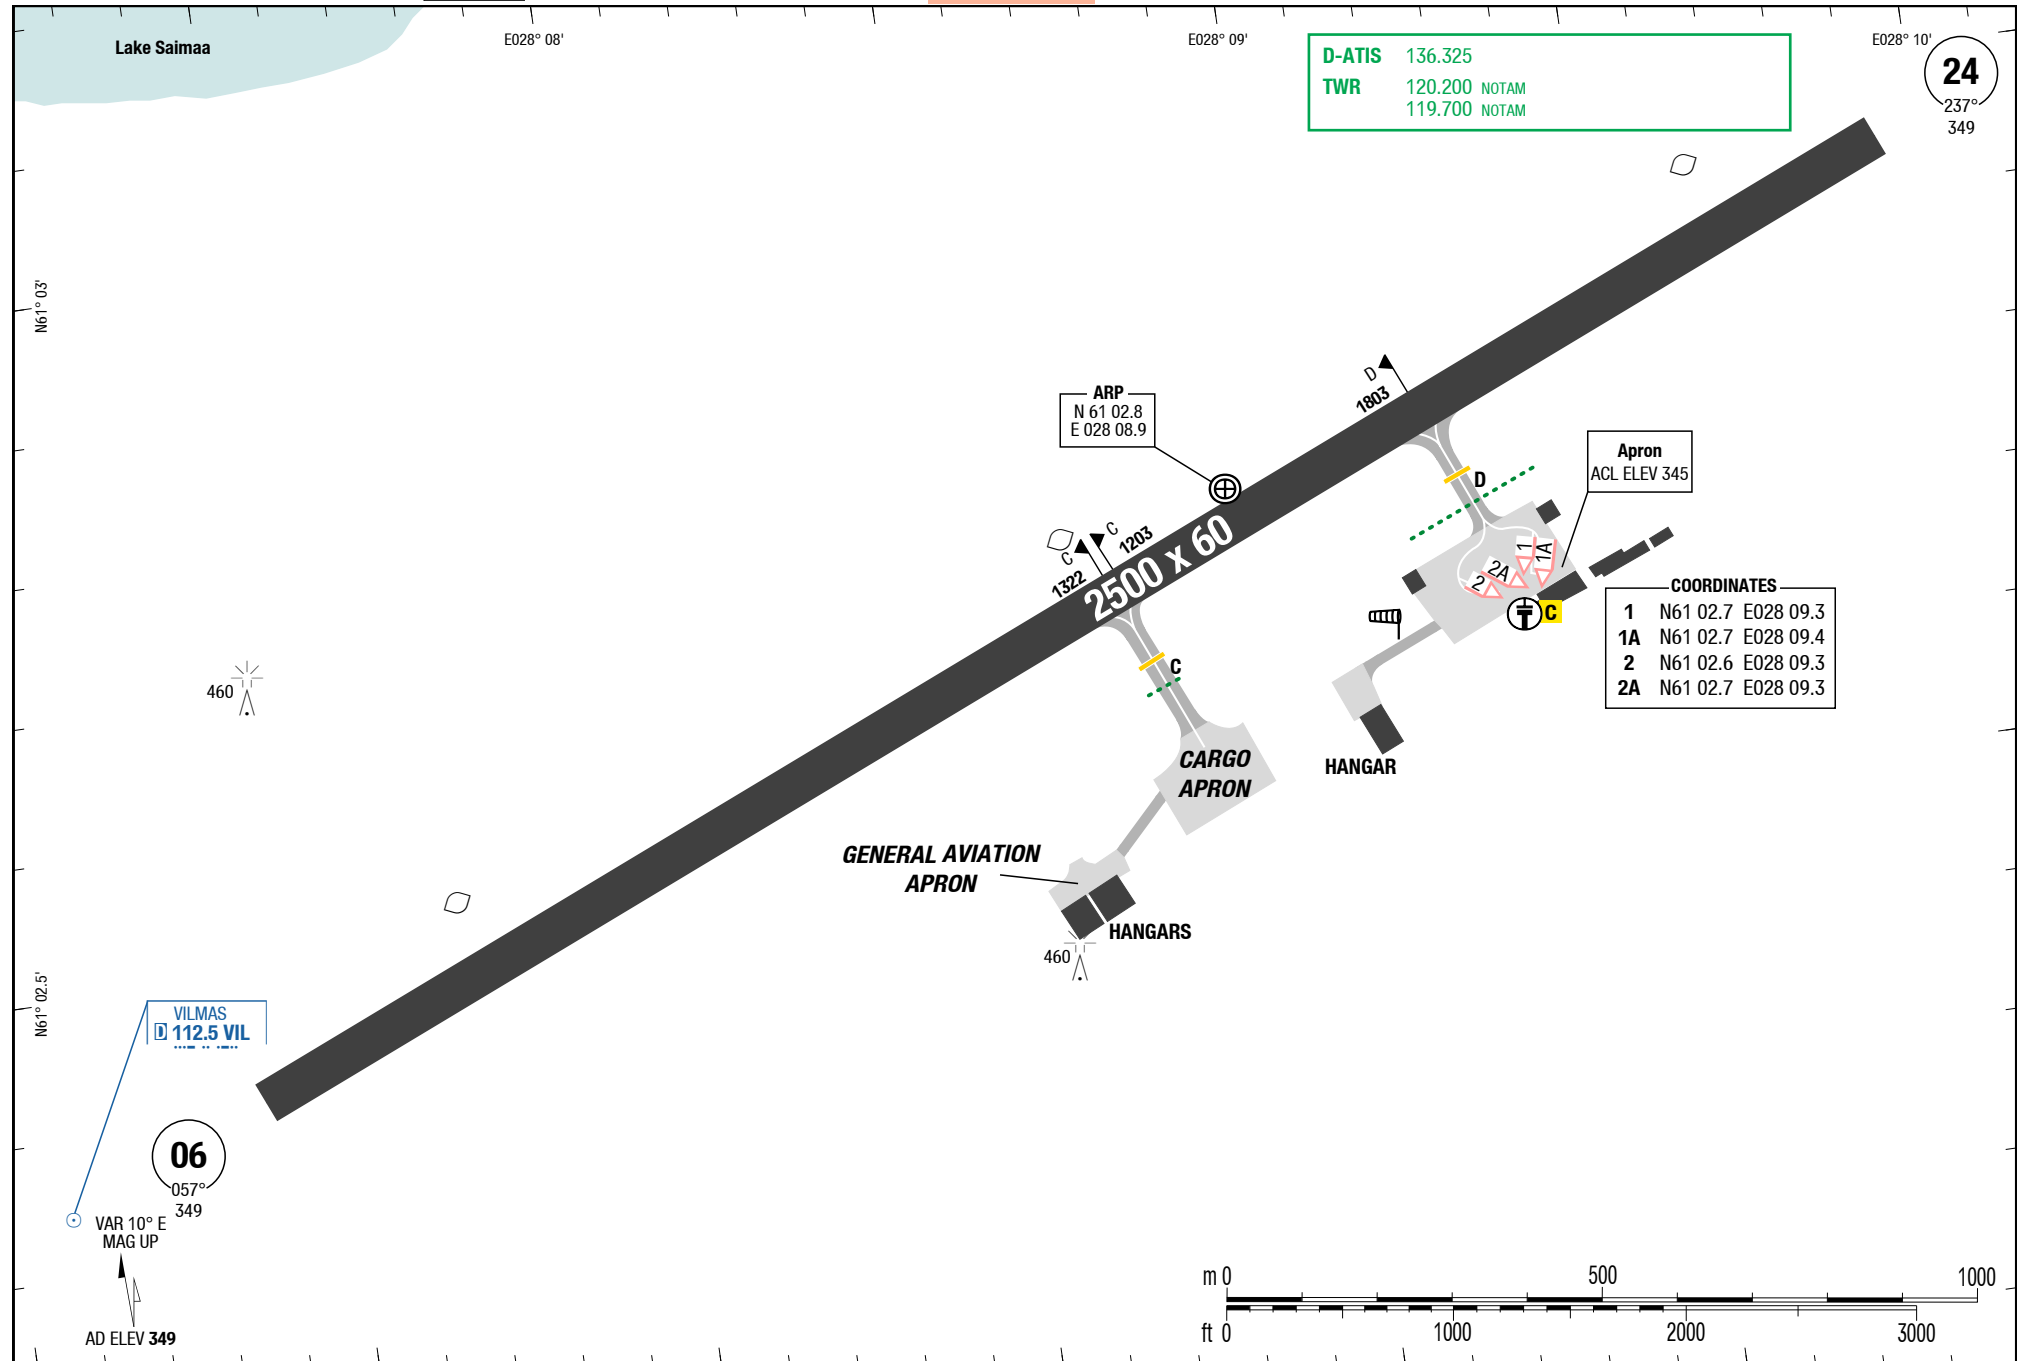 Lake Saimaa
E028° 08'
E028° 09'
E028° 10'
D-ATIS 136.325
TWR 120.200 NOTAM
119.700 NOTAM
24
237°
349
N61° 03'
ARP
N 61 02.8
E 028 08.9
D
1803
Apron
ACL ELEV 345
D
C
1203
C
1322
2500 x 60
1
1A
2A
2
C
COORDINATES
1 N61 02.7 E028 09.3
1A N61 02.7 E028 09.4
2 N61 02.6 E028 09.3
2A N61 02.7 E028 09.3
C
460
CARGO
APRON
HANGAR
GENERAL AVIATION
APRON
HANGARS
460
N61° 02.5'
VILMAS
D 112.5 VIL
06
057°
349
VAR 10° E
MAG UP
AD ELEV 349
m 0 500 1000
ft 0 1000 2000 3000